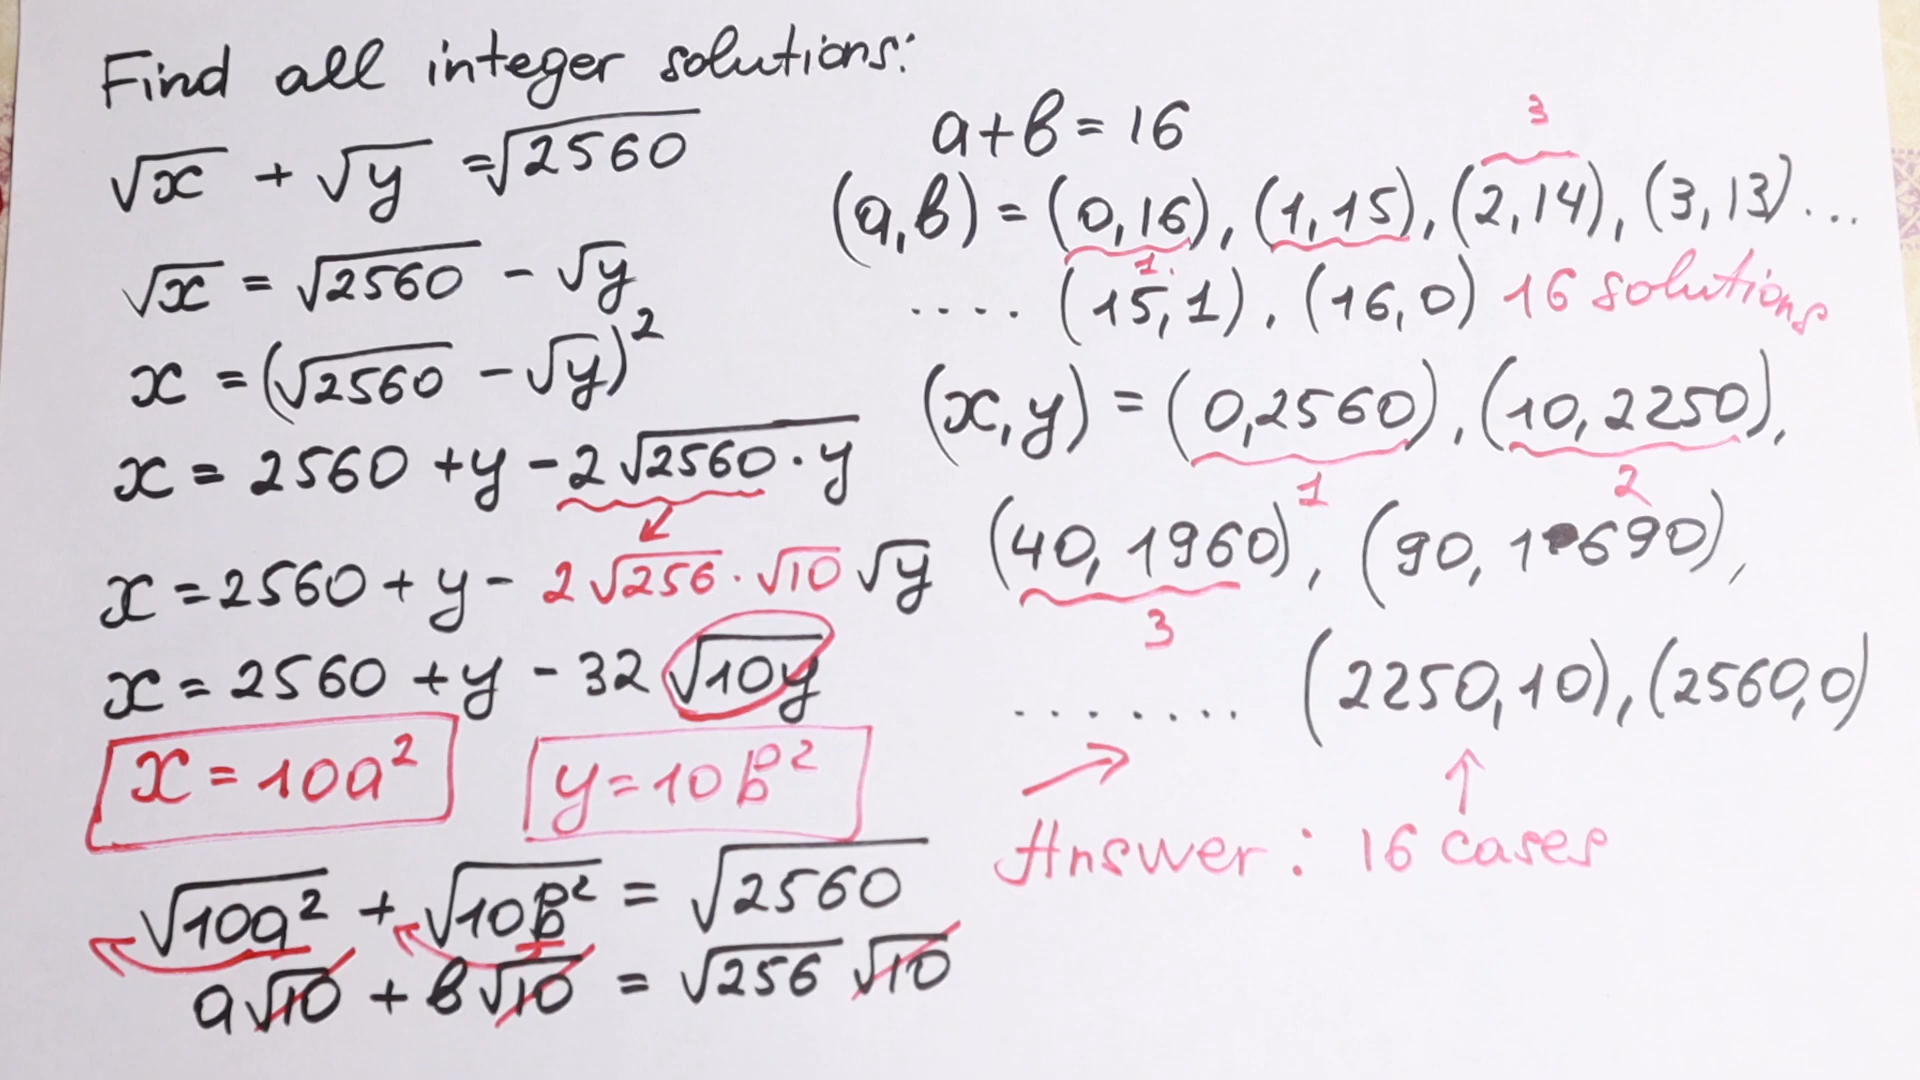 Find all integer solutions:
√x + √y = √2560
√x = √2560 - √y
x = (√2560 - √y)²
x = 2560 + y - 2√2560 · y
x = 2560 + y - 2√256 · √10 √y
x = 2560 + y - 32 √10y
x = 10a² y = 10b²
√10a² + √10b² = √2560
a√10 + b√10 = √256 √10
a + b = 16
3
(a,b) = (0,16), (1,15), (2,14), (3,13)...
1.
.... (15,1), (16,0) 16 solutions
(x,y) = (0,2560), (10,2250),
1 2
(40,1960), (90,1690),
3
....... (2250,10), (2560,0)
Answer: 16 cases